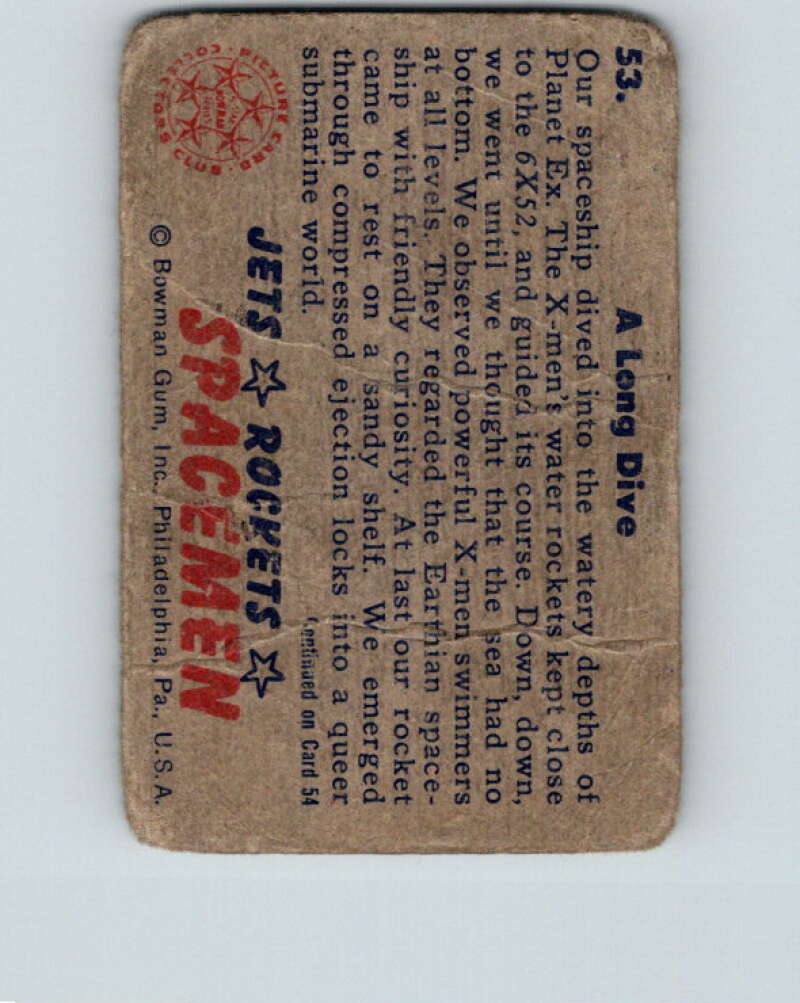 53. A Long Dive
Our spaceship dived into the watery depths of
Planet Ex. The X-men's water rockets kept close
to the 6X52, and guided its course. Down, down,
we went until we thought that the sea had no
bottom. We observed powerful X-men swimmers
at all levels. They regarded the Earthian space-
ship with friendly curiosity. At last our rocket
came to rest on a sandy shelf. We emerged
through compressed ejection locks into a queer
submarine world.
Continued on Card 54
PICTURE CARD COLLECTORS CLUB
JETS ROCKETS
SPACEMEN
© Bowman Gum, Inc., Philadelphia, Pa., U.S.A.